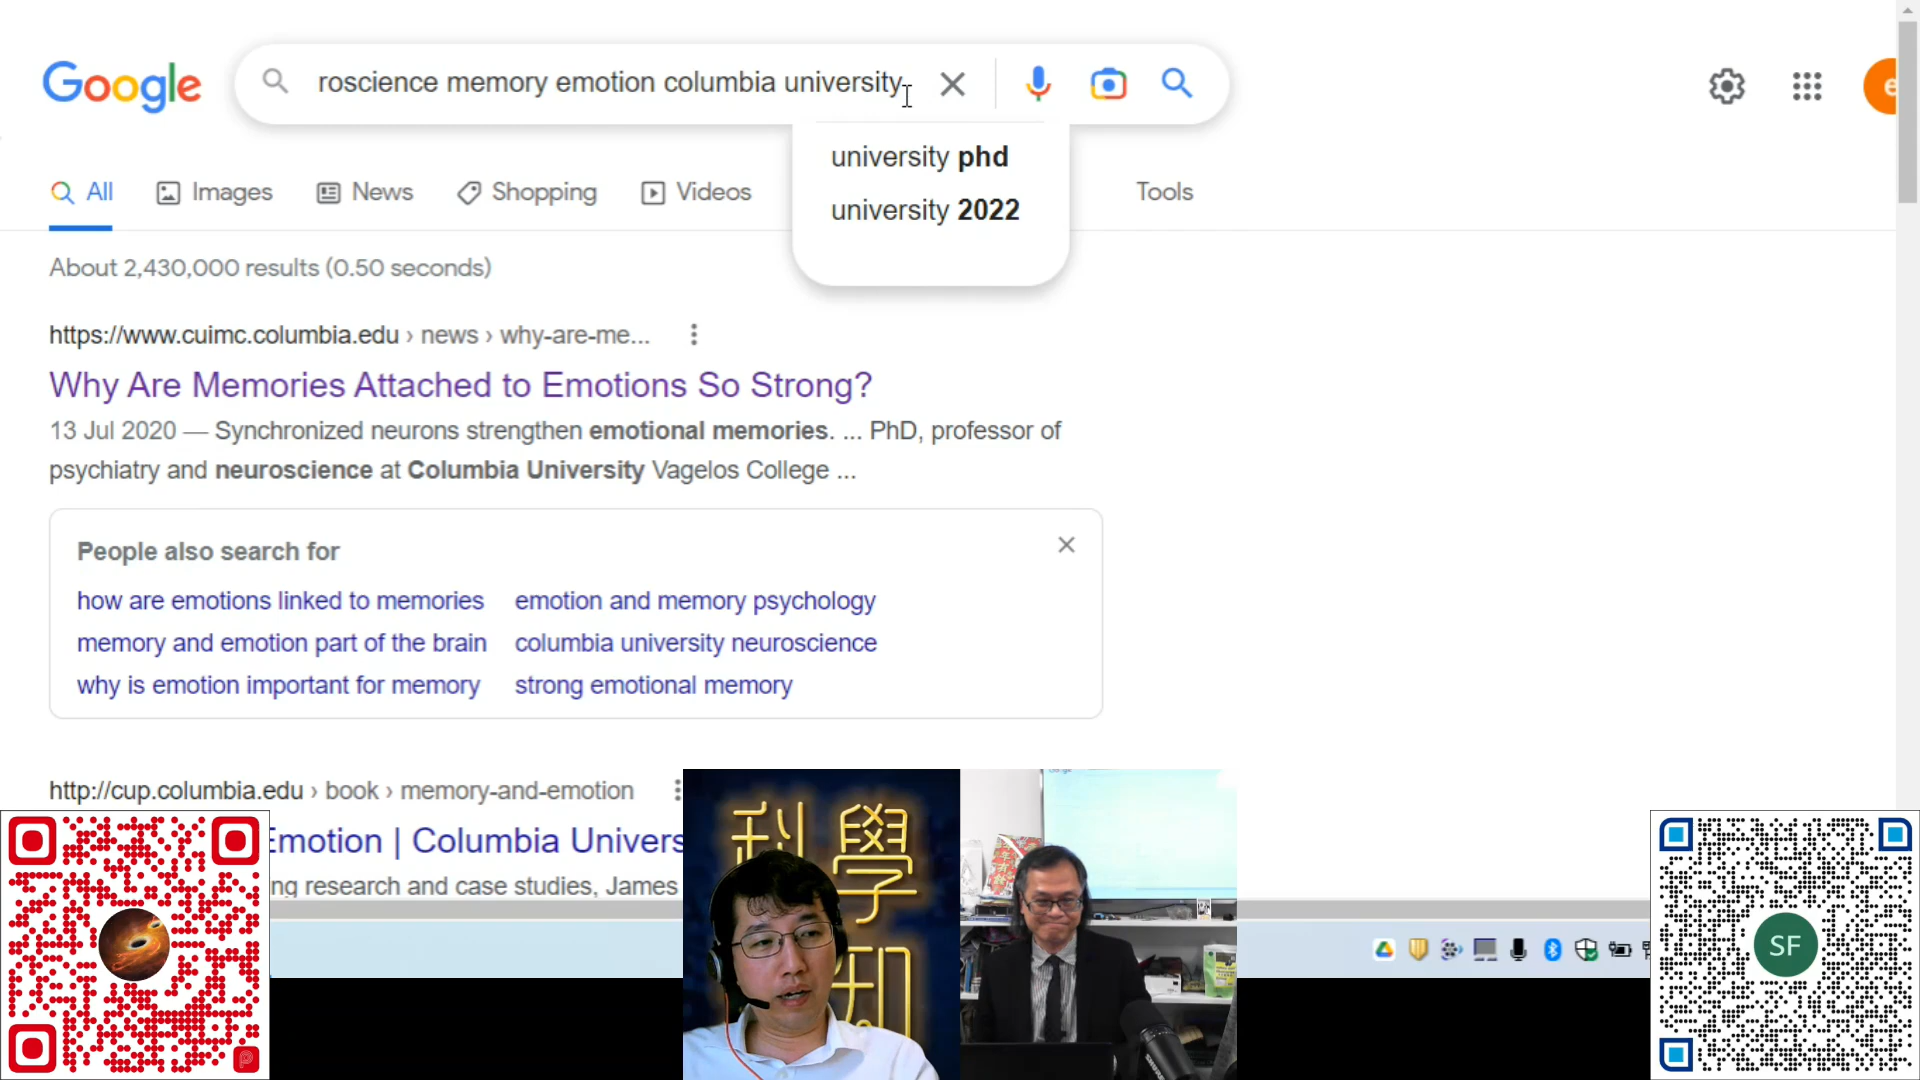 Google
roscience memory emotion columbia university
university phd
university 2022
All
Images
News
Shopping
Videos
Tools
About 2,430,000 results (0.50 seconds)
https://www.cuimc.columbia.edu › news › why-are-me...
Why Are Memories Attached to Emotions So Strong?
13 Jul 2020 — Synchronized neurons strengthen emotional memories. ... PhD, professor of
psychiatry and neuroscience at Columbia University Vagelos College ...
People also search for
how are emotions linked to memories
emotion and memory psychology
memory and emotion part of the brain
columbia university neuroscience
why is emotion important for memory
strong emotional memory
http://cup.columbia.edu › book › memory-and-emotion
Emotion | Columbia Univers
ng research and case studies, James
科學
知
SF